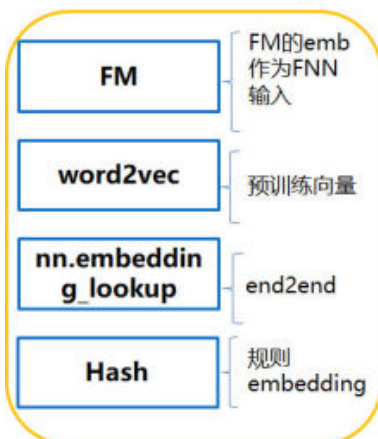 FM
FM的emb
作为FNN
输入
word2vec
预训练向量
nn.embeddin
g_lookup
end2end
Hash
规则
embedding